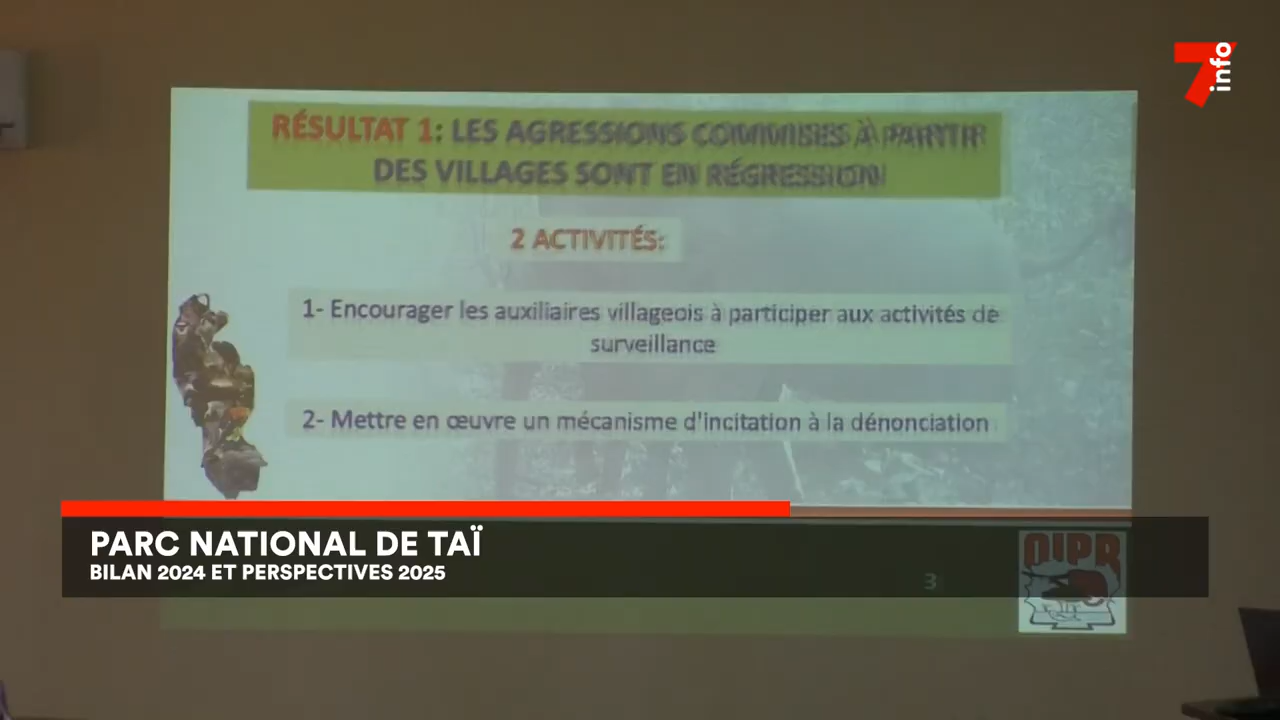 7info
RÉSULTAT 1: LES AGRESSIONS COMMISES À PARTIR
DES VILLAGES SONT EN RÉGRESSION
2 ACTIVITÉS:
1- Encourager les auxiliaires villageois à participer aux activités de
surveillance
2- Mettre en œuvre un mécanisme d'incitation à la dénonciation
PARC NATIONAL DE TAÏ
BILAN 2024 ET PERSPECTIVES 2025
3
OIPR